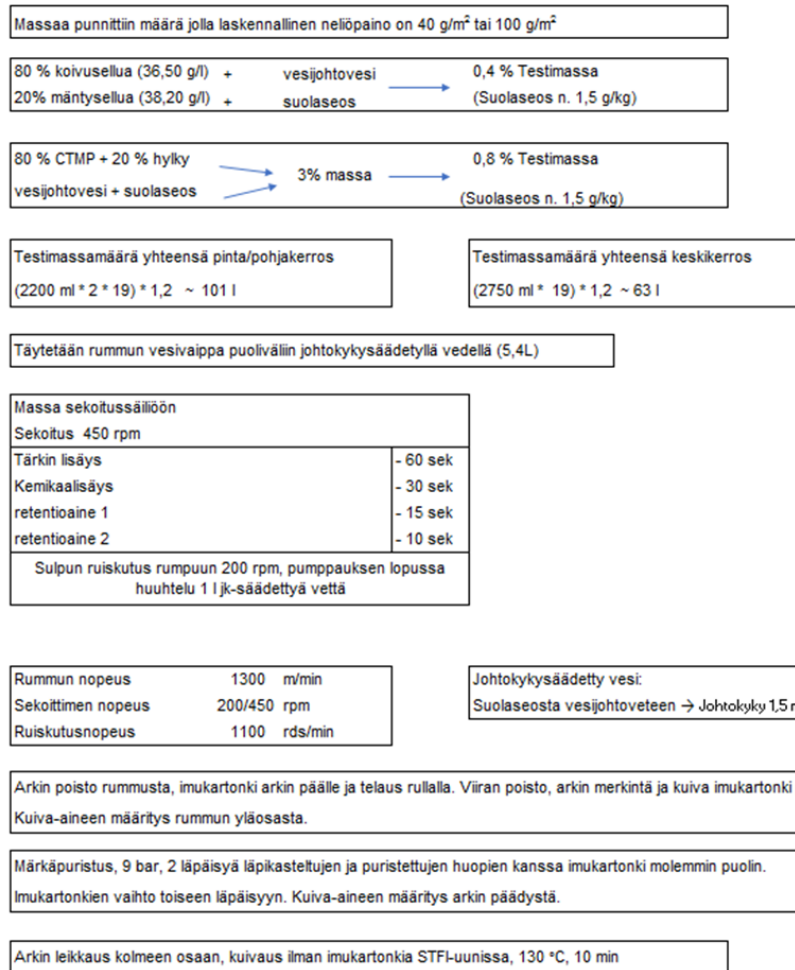 Massaa punnittiin määrä jolla laskennallinen neliöpaino on 40 g/m² tai 100 g/m²
80 % koivusellua (36,50 g/l) + vesijohtovesi 0,4 % Testimassa
20% mäntysellua (38,20 g/l) + suolaseos (Suolaseos n. 1,5 g/kg)
80 % CTMP + 20 % hylky 0,8 % Testimassa
3% massa
vesijohtovesi + suolaseos (Suolaseos n. 1,5 g/kg)
Testimassamäärä yhteensä pinta/pohjakerros
(2200 ml * 2 * 19) * 1,2 ~ 101 l
Testimassamäärä yhteensä keskikerros
(2750 ml * 19) * 1,2 ~ 63 l
Täytetään rummun vesivaippa puoliväliin johtokykysäädetyllä vedellä (5,4L)
Massa sekoitussäiliöön
Sekoitus 450 rpm
Tärkin lisäys - 60 sek
Kemikaalisäys - 30 sek
retentioaine 1 - 15 sek
retentioaine 2 - 10 sek
Sulpun ruiskutus rumpuun 200 rpm, pumppauksen lopussa
huuhtelu 1 l jk-säädettyä vettä
Rummun nopeus 1300 m/min
Sekoittimen nopeus 200/450 rpm
Ruiskutusnopeus 1100 rds/min
Johtokykysäädetty vesi:
Suolaseosta vesijohtoveteen → Johtokyky 1,5
Arkin poisto rummusta, imukartonki arkin päälle ja telaus rullalla. Viiran poisto, arkin merkintä ja kuiva imukartonki
Kuiva-aineen määritys rummun yläosasta.
Märkäpuristus, 9 bar, 2 läpäisyä läpikasteltujen ja puristettujen huopien kanssa imukartonki molemmin puolin.
Imukartonkien vaihto toiseen läpäisyyn. Kuiva-aineen määritys arkin päädystä.
Arkin leikkaus kolmeen osaan, kuivaus ilman imukartonkia STFI-uunissa, 130 °C, 10 min